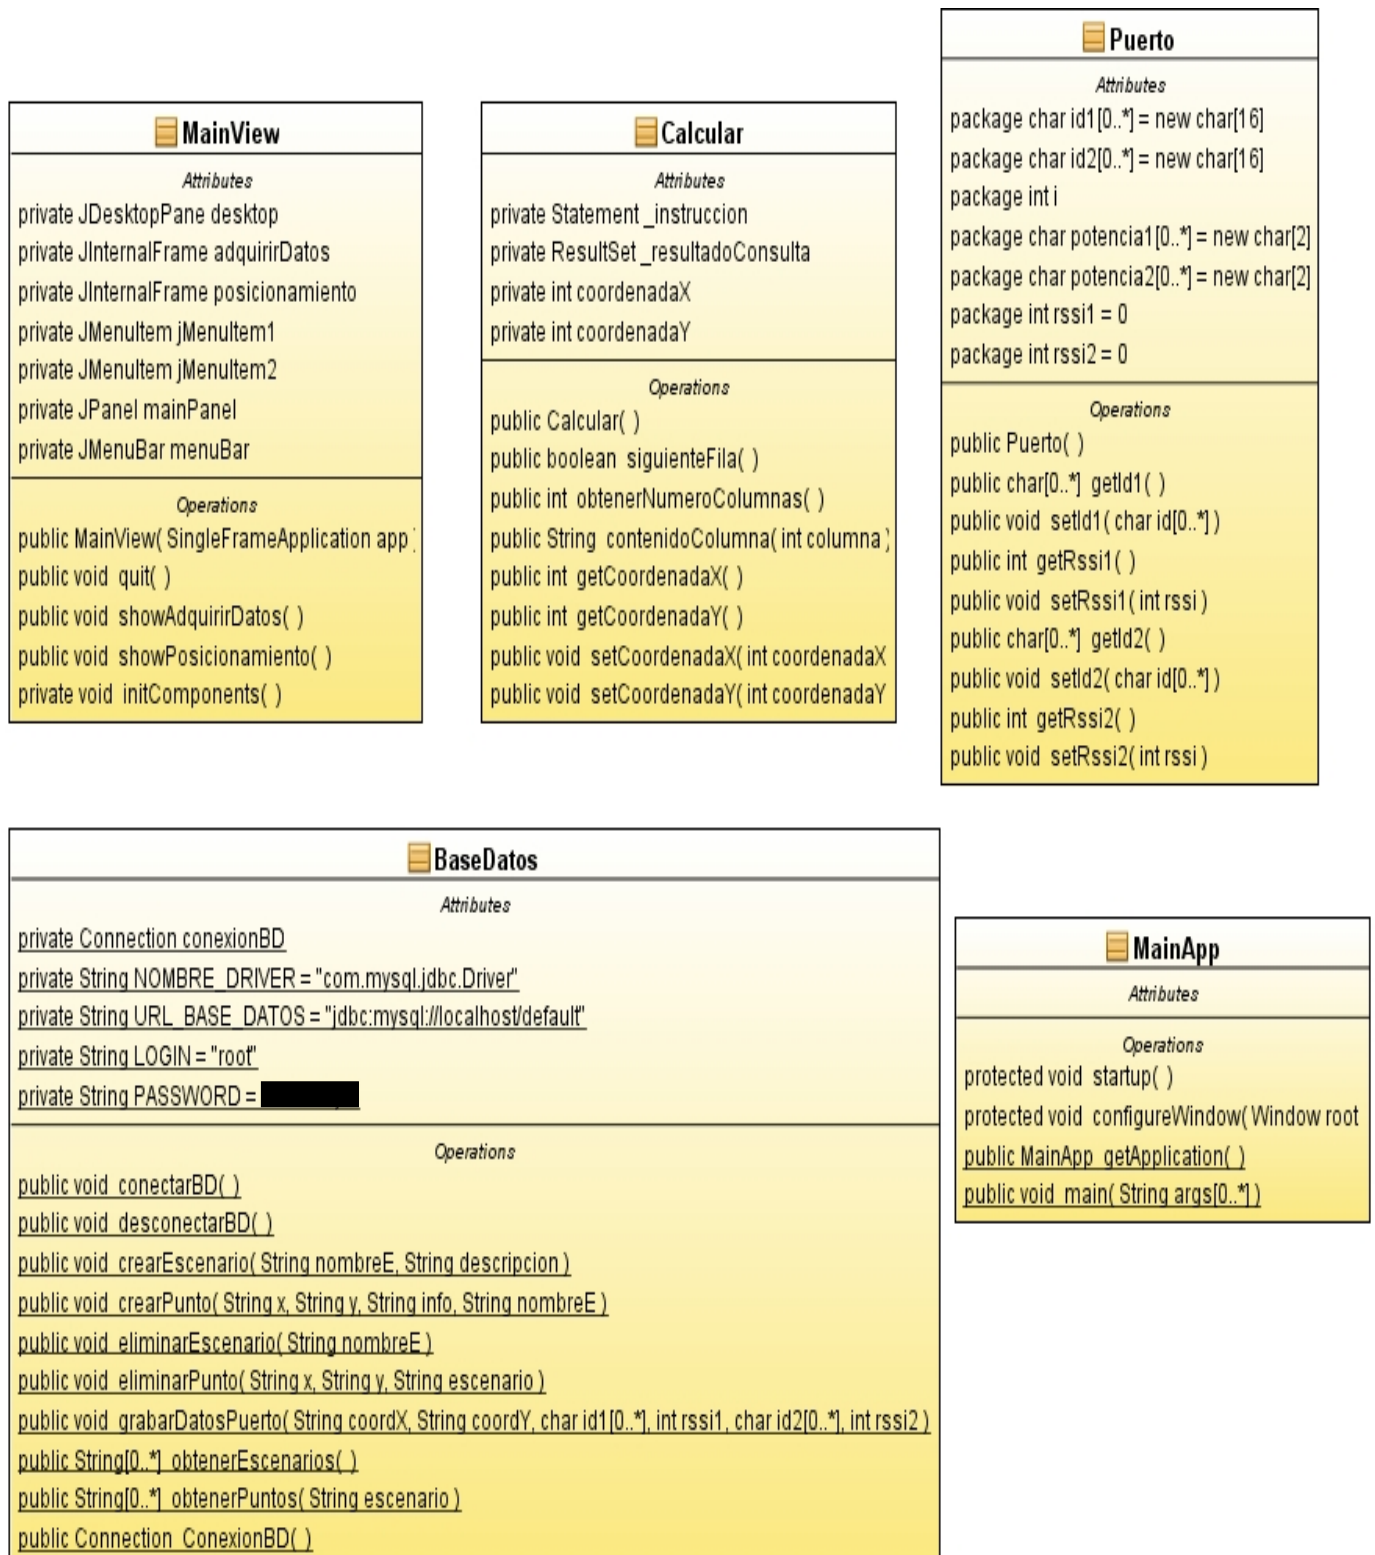 MainView
Attributes
private JDesktopPane desktop
private JInternalFrame adquirirDatos
private JInternalFrame posicionamiento
private JMenuItem jMenuItem1
private JMenuItem jMenuItem2
private JPanel mainPanel
private JMenuBar menuBar
Operations
public MainView( SingleFrameApplication app )
public void quit( )
public void showAdquirirDatos( )
public void showPosicionamiento( )
private void initComponents( )
Calcular
Attributes
private Statement _instruccion
private ResultSet _resultadoConsulta
private int coordenadaX
private int coordenadaY
Operations
public Calcular( )
public boolean siguienteFila( )
public int obtenerNumeroColumnas( )
public String contenidoColumna( int columna )
public int getCoordenadaX( )
public int getCoordenadaY( )
public void setCoordenadaX( int coordenadaX
public void setCoordenadaY( int coordenadaY
Puerto
Attributes
package char id1[0..*] = new char[16]
package char id2[0..*] = new char[16]
package int i
package char potencia1[0..*] = new char[2]
package char potencia2[0..*] = new char[2]
package int rssi1 = 0
package int rssi2 = 0
Operations
public Puerto( )
public char[0..*] getId1( )
public void setId1( char id[0..*] )
public int getRssi1( )
public void setRssi1( int rssi )
public char[0..*] getId2( )
public void setId2( char id[0..*] )
public int getRssi2( )
public void setRssi2( int rssi )
BaseDatos
Attributes
private Connection conexionBD
private String NOMBRE_DRIVER = "com.mysql.jdbc.Driver"
private String URL_BASE_DATOS = "jdbc:mysql://localhost/default"
private String LOGIN = "root"
private String PASSWORD =
Operations
public void conectarBD( )
public void desconectarBD( )
public void crearEscenario( String nombreE, String descripcion )
public void crearPunto( String x, String y, String info, String nombreE )
public void eliminarEscenario( String nombreE )
public void eliminarPunto( String x, String y, String escenario )
public void grabarDatosPuerto( String coordX, String coordY, char id1[0..*], int rssi1, char id2[0..*], int rssi2 )
public String[0..*] obtenerEscenarios( )
public String[0..*] obtenerPuntos( String escenario )
public Connection ConexionBD( )
MainApp
Attributes
Operations
protected void startup( )
protected void configureWindow( Window root
public MainApp getApplication( )
public void main( String args[0..*] )